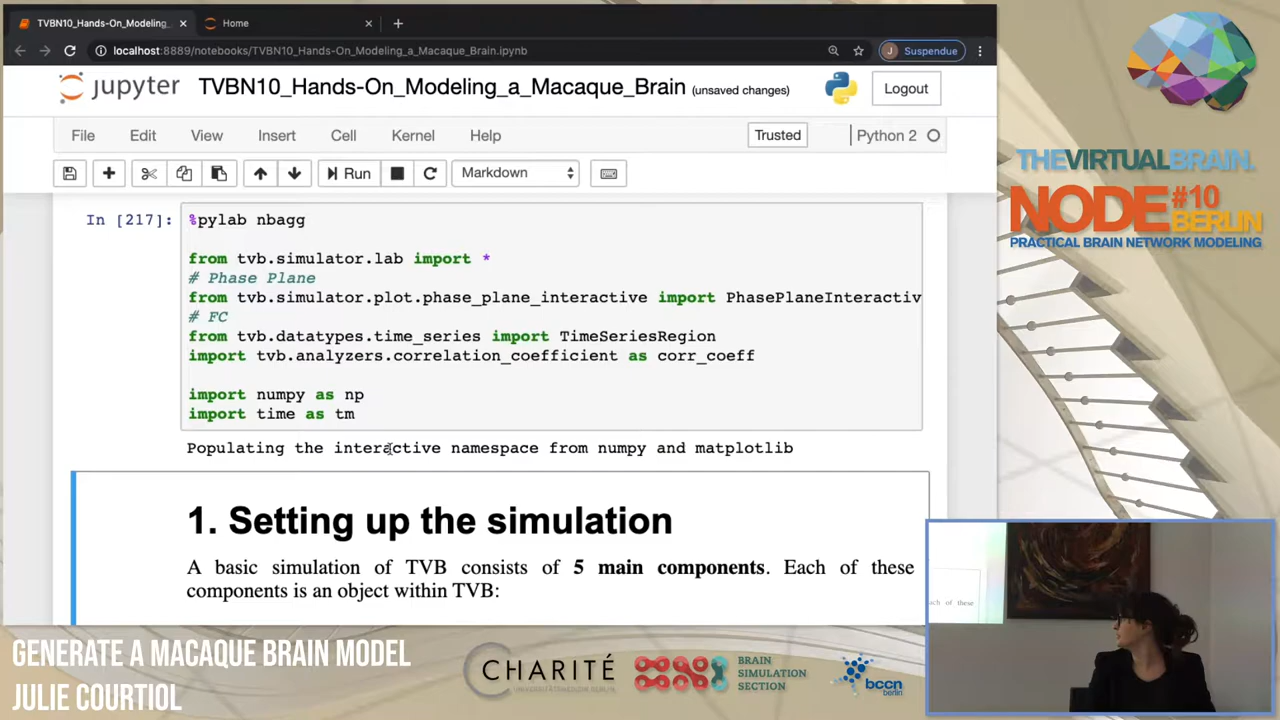 TVBN10_Hands-On_Modeling_
Home
localhost:8889/notebooks/TVBN10_Hands-On_Modeling_a_Macaque_Brain.ipynb
J Suspendue
jupyter TVBN10_Hands-On_Modeling_a_Macaque_Brain (unsaved changes)
Logout
File Edit View Insert Cell Kernel Help
Trusted
Python 2
Run
Markdown
In [217]: %pylab nbagg
from tvb.simulator.lab import *
# Phase Plane
from tvb.simulator.plot.phase_plane_interactive import PhasePlaneInteractiv
# FC
from tvb.datatypes.time_series import TimeSeriesRegion
import tvb.analyzers.correlation_coefficient as corr_coeff
import numpy as np
import time as tm
Populating the interactive namespace from numpy and matplotlib
1. Setting up the simulation
A basic simulation of TVB consists of 5 main components. Each of these
components is an object within TVB:
THEVIRTUALBRAIN.
NODE #10
BERLIN
PRACTICAL BRAIN NETWORK MODELING
ach of these
GENERATE A MACAQUE BRAIN MODEL
JULIE COURTIOL
CHARITÉ
BRAIN
SIMULATION
SECTION
bccn
berlin